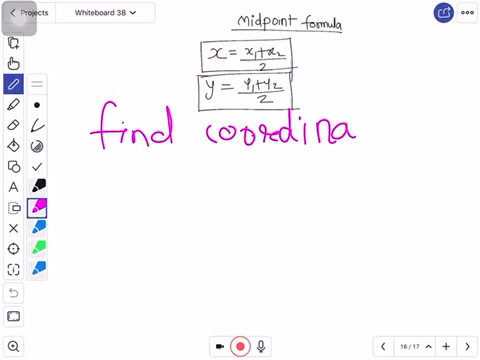 Projects
Whiteboard 38
midpoint formula
x = x₁+x₂/2
y = y₁+y₂/2
find coordina
A
16 / 17